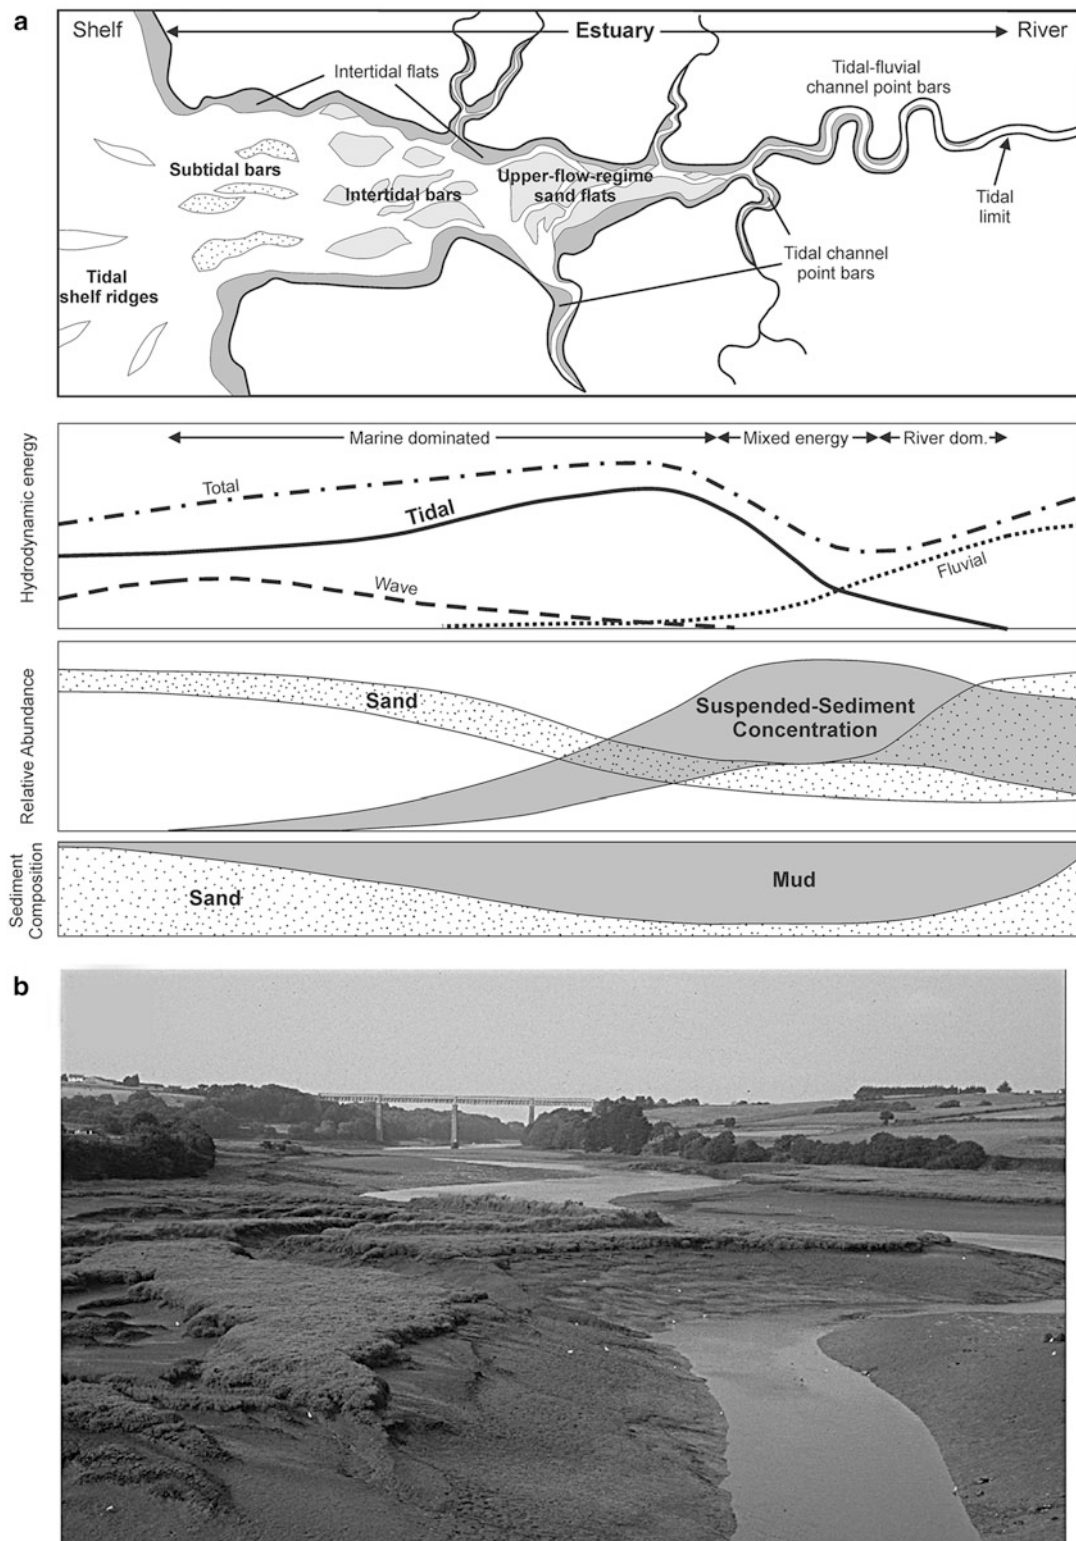 a
Shelf
Estuary
River
Intertidal flats
Tidal-fluvial
channel point bars
Subtidal bars
Intertidal bars
Upper-flow-regime
sand flats
Tidal
limit
Tidal channel
point bars
Tidal
shelf ridges
Hydrodynamic energy
Marine dominated
Mixed energy
River dom.
Total
Tidal
Wave
Fluvial
Relative Abundance
Sand
Suspended-Sediment
Concentration
Sediment
Composition
Sand
Mud
b